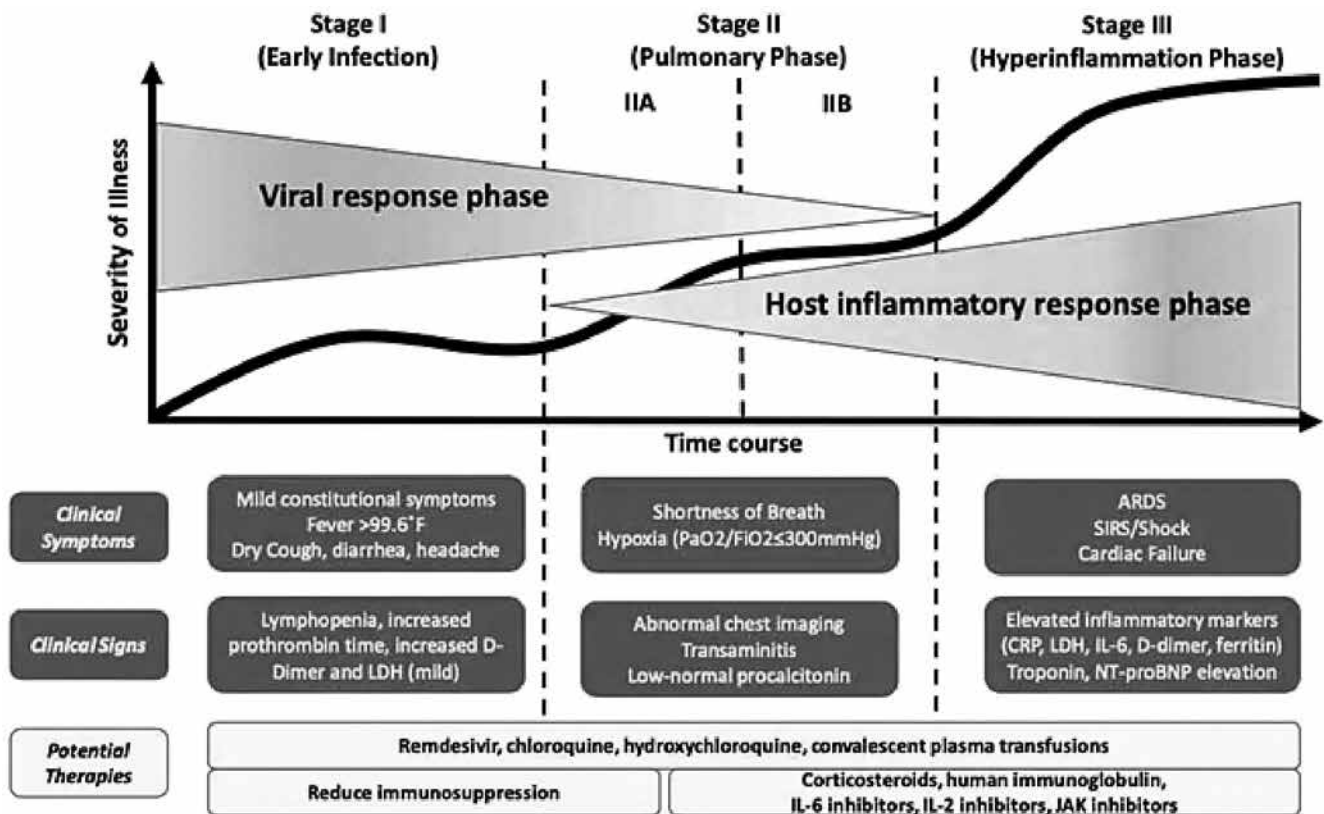 Stage I
(Early Infection)
Stage II
(Pulmonary Phase)
Stage III
(Hyperinflammation Phase)
IIA
IIB
Severity of Illness
Viral response phase
Host inflammatory response phase
Time course
Clinical
Symptoms
Mild constitutional symptoms
Fever >99.6°F
Dry Cough, diarrhea, headache
Shortness of Breath
Hypoxia (PaO2/FiO2≤300mmHg)
ARDS
SIRS/Shock
Cardiac Failure
Clinical Signs
Lymphopenia, increased
prothrombin time, increased D-
Dimer and LDH (mild)
Abnormal chest imaging
Transaminitis
Low-normal procalcitonin
Elevated inflammatory markers
(CRP, LDH, IL-6, D-dimer, ferritin)
Troponin, NT-proBNP elevation
Potential
Therapies
Remdesivir, chloroquine, hydroxychloroquine, convalescent plasma transfusions
Reduce immunosuppression
Corticosteroids, human immunoglobulin,
IL-6 inhibitors, IL-2 inhibitors, JAK inhibitors